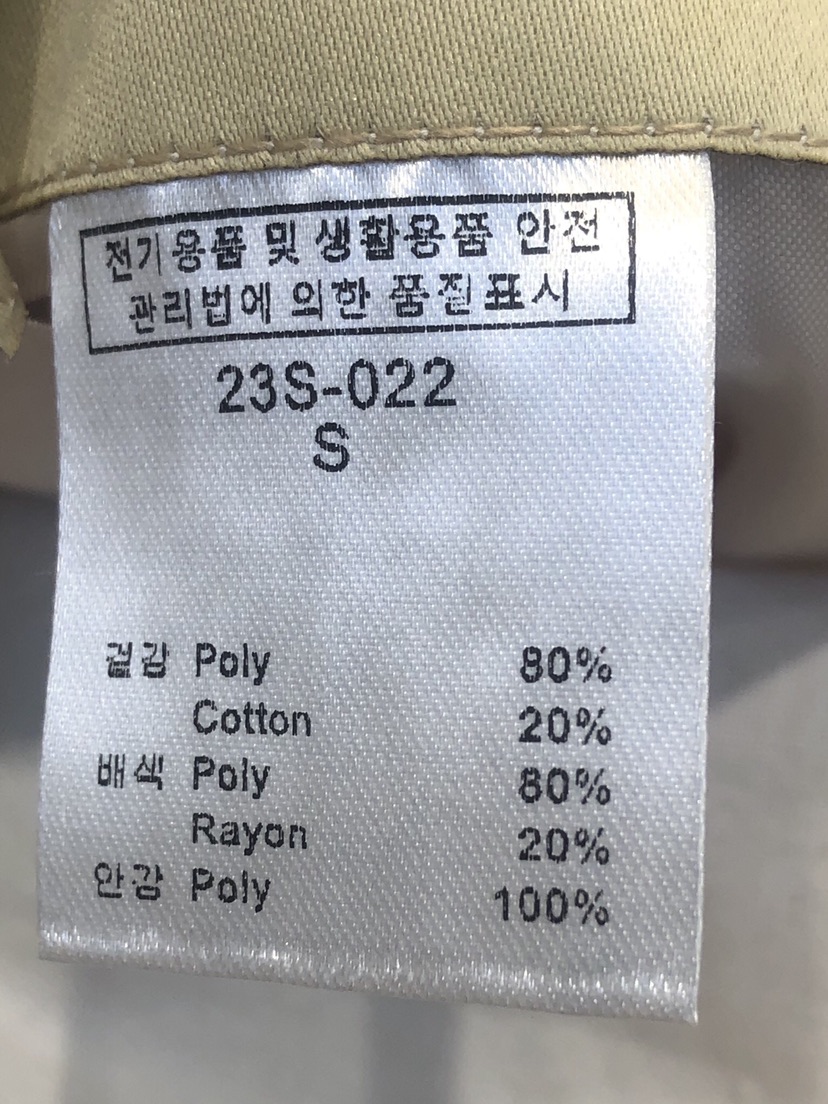 전기용품 및 생활용품 안전
관리법에 의한 품질표시
23S-022
S
겉감 Poly 80%
Cotton 20%
배색 Poly 80%
Rayon 20%
안감 Poly 100%